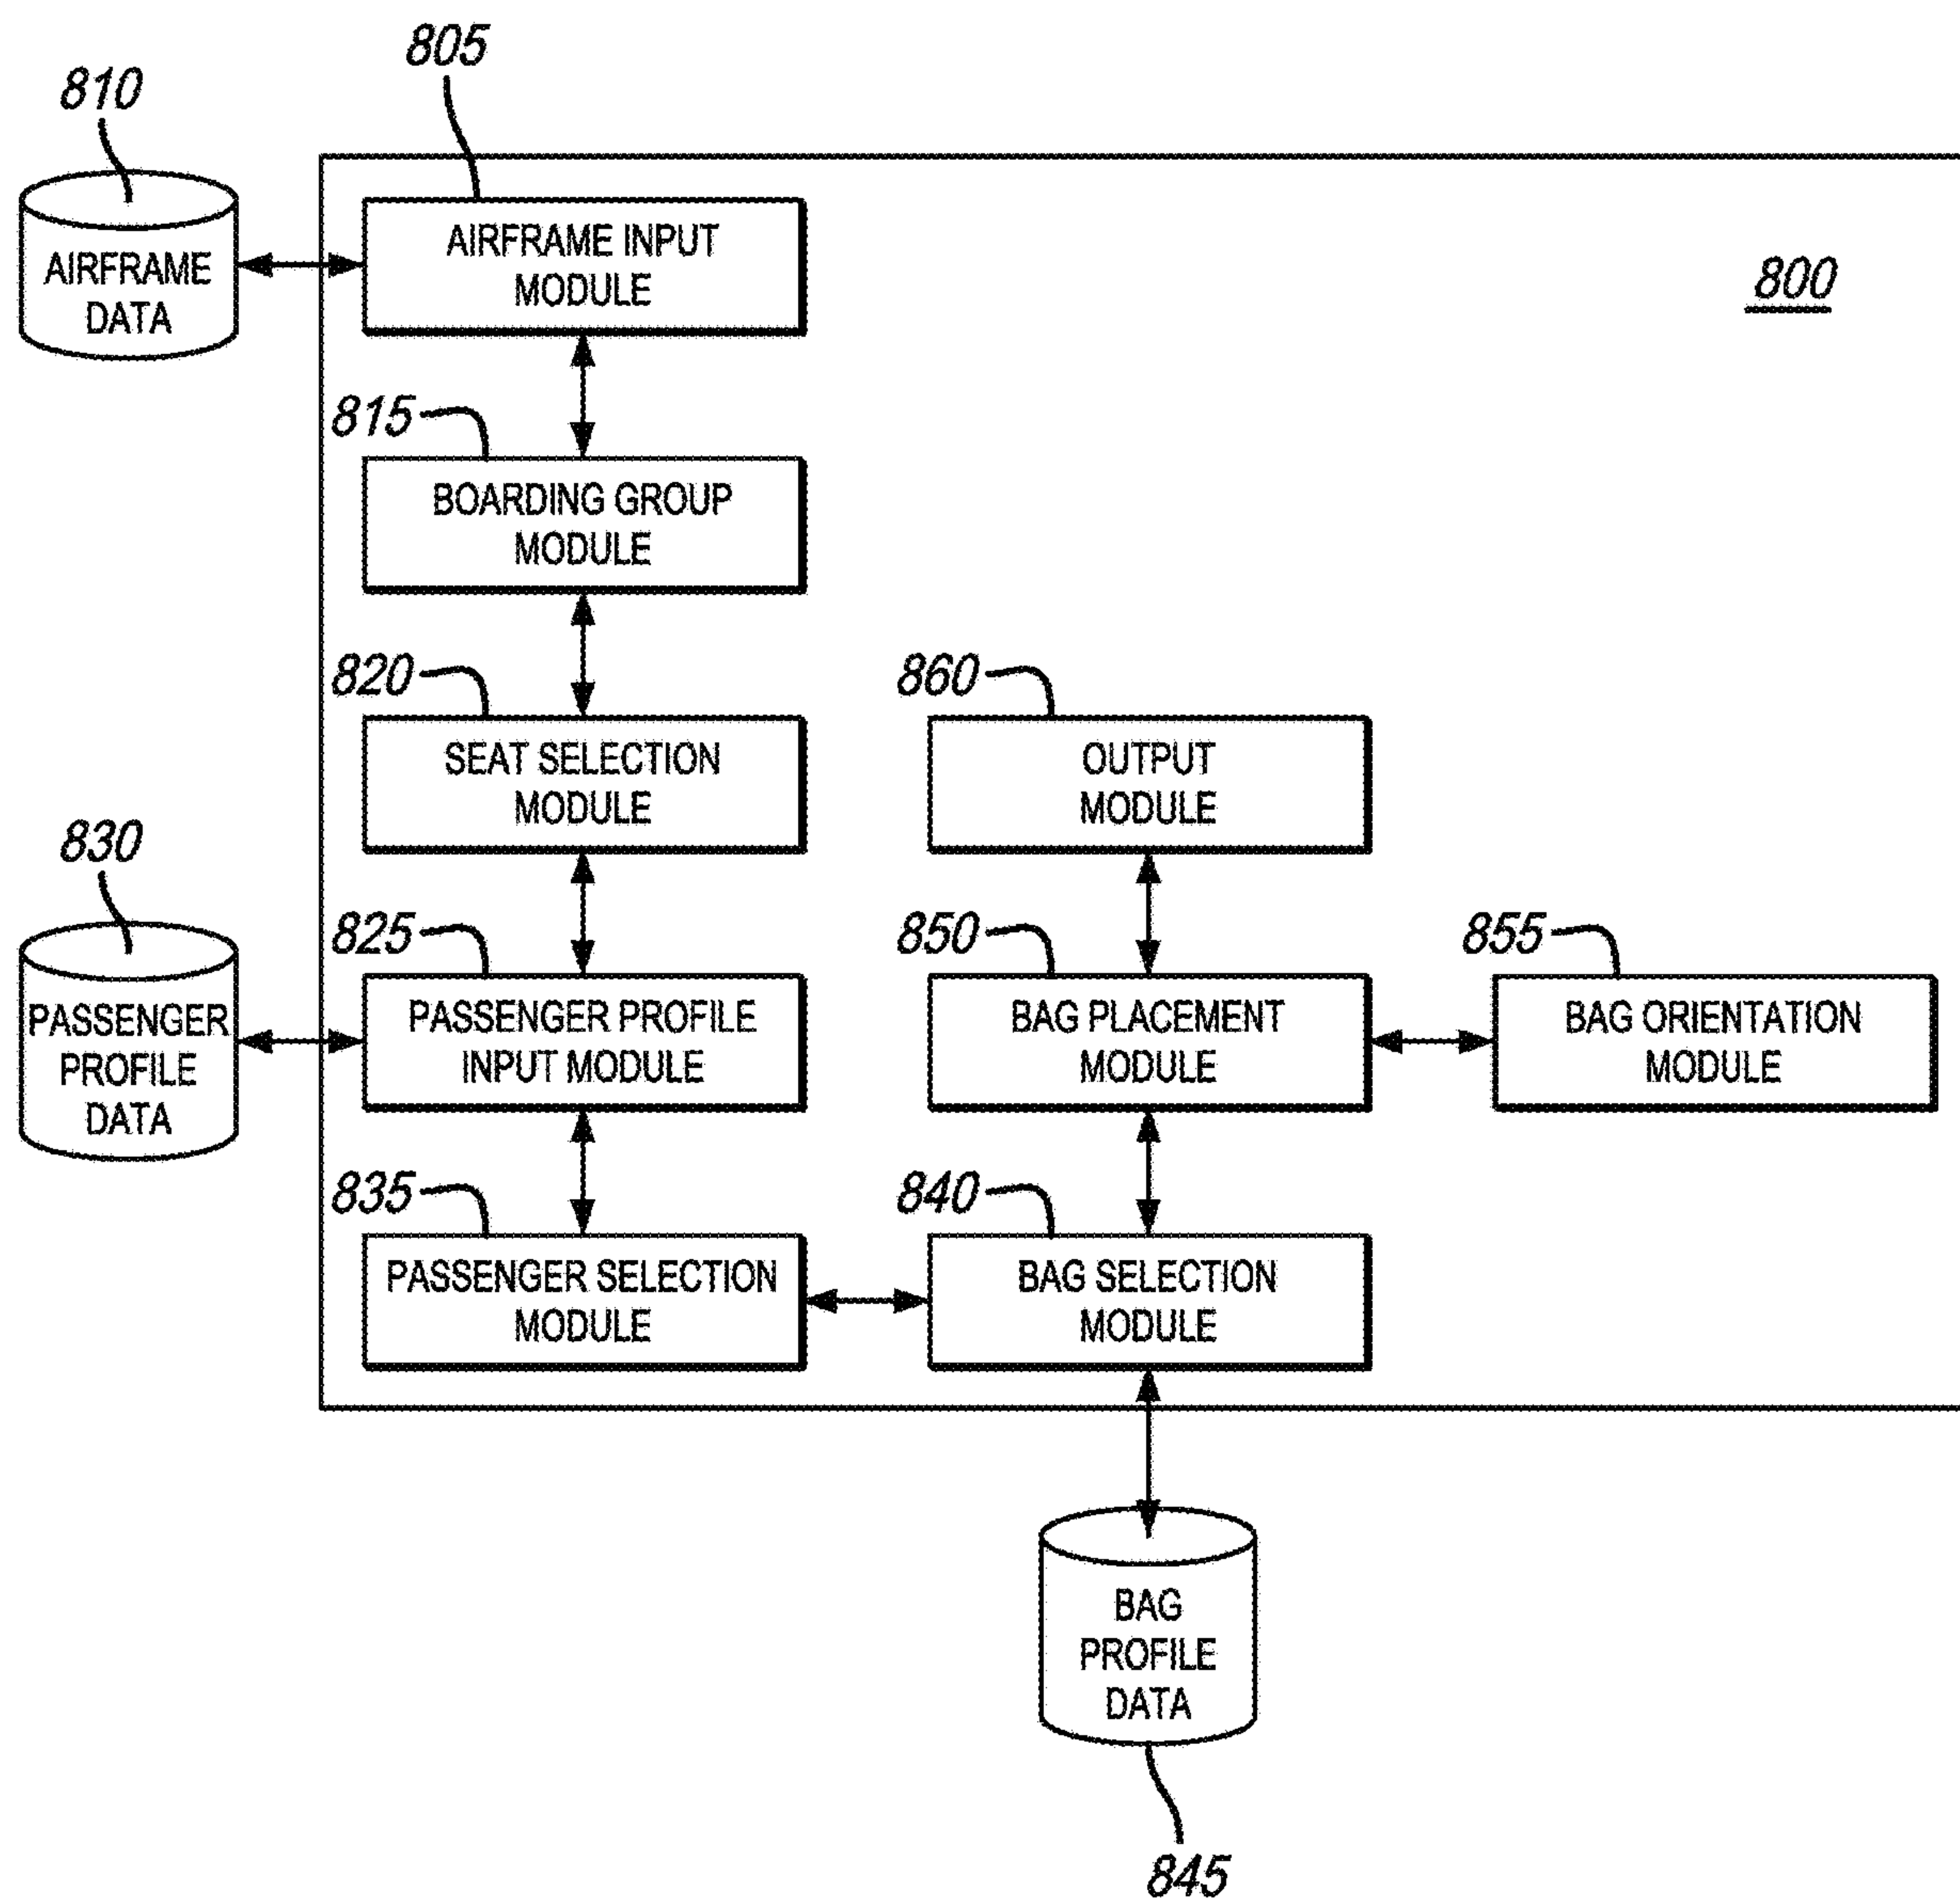 805
810
AIRFRAME
DATA
AIRFRAME INPUT
MODULE
800
815
BOARDING GROUP
MODULE
820
SEAT SELECTION
MODULE
860
OUTPUT
MODULE
830
PASSENGER
PROFILE
DATA
825
PASSENGER PROFILE
INPUT MODULE
850
BAG PLACEMENT
MODULE
855
BAG ORIENTATION
MODULE
835
PASSENGER SELECTION
MODULE
840
BAG SELECTION
MODULE
BAG
PROFILE
DATA
845